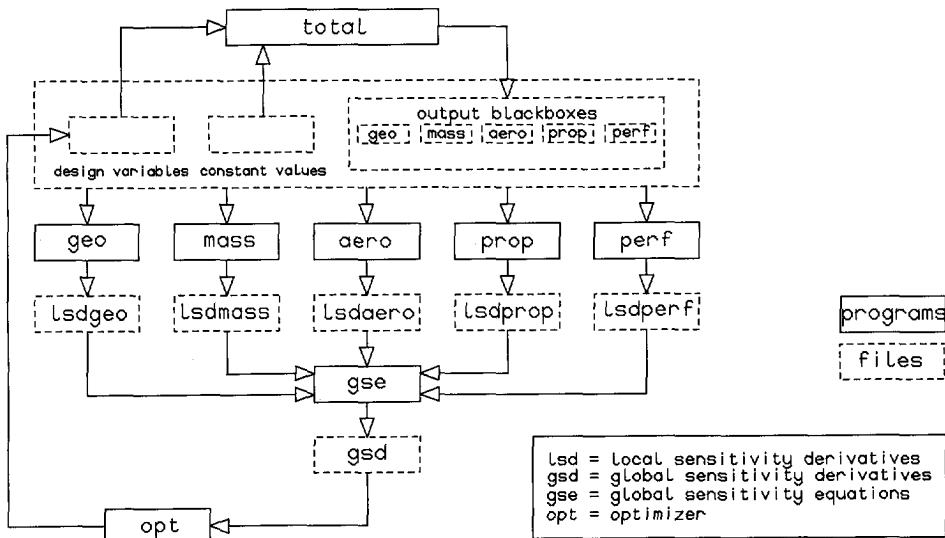 total
output blackboxes
geo mass aero prop perf
design variables constant values
geo mass aero prop perf
lsdgeo lsdmass lsdaero lsdprop lsdperf
programs
files
gse
gsd
opt
lsd = local sensitivity derivatives
gsd = global sensitivity derivatives
gse = global sensitivity equations
opt = optimizer